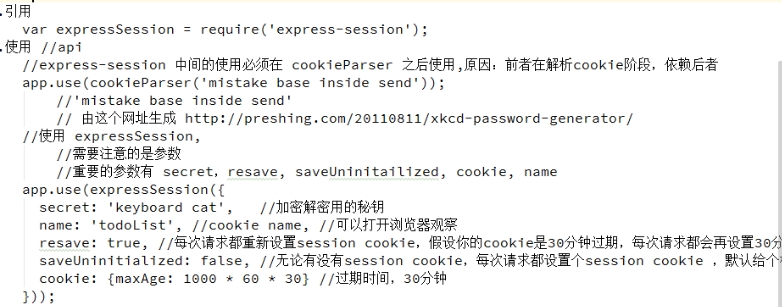 .引用
var expressSession = require('express-session');
.使用 //api
//express-session 中间的使用必须在 cookieParser 之后使用,原因：前者在解析cookie阶段，依赖后者
app.use(cookieParser('mistake base inside send'));
//'mistake base inside send'
// 由这个网址生成 http://preshing.com/20110811/xkcd-password-generator/
//使用 expressSession,
//需要注意的是参数
//重要的参数有 secret，resave, saveUninitailized, cookie, name
app.use(expressSession({
secret: 'keyboard cat', //加密解密用的秘钥
name: 'todoList', //cookie name, //可以打开浏览器观察
resave: true, //每次请求都重新设置session cookie，假设你的cookie是30分钟过期，每次请求都会再设置30分
saveUninitialized: false, //无论有没有session cookie，每次请求都设置个session cookie ，默认给个
cookie: {maxAge: 1000 * 60 * 30} //过期时间，30分钟
}));